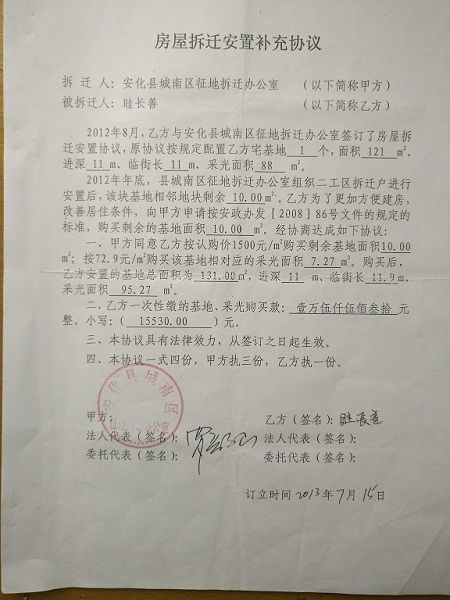 房屋拆迁安置补充协议
拆迁人：安化县城南区征地拆迁办公室 （以下简称甲方）
被拆迁人：眭长善 （以下简称乙方）
2012年8月，乙方与安化县城南区征地拆迁办公室签订了房屋拆
迁安置协议，原协议按规定配置乙方宅基地 1 个，面积 121 ㎡、
进深 11 m、临街长 11 m、采光面积 88 ㎡。
2012年年底，县城南区征地拆迁办公室组织二工区拆迁户进行
安置后，该块基地相邻地块剩余 10.00㎡。乙方为了更加方便建房，
改善居住条件，向甲方申请按安政办发［2008］86号文件的规定的
标准，购买剩余的基地面积 10.00 ㎡。经协商达成如下协议：
一、甲方同意乙方按认购价1500元/㎡购买剩余基地面积10.00
㎡；按72.9元/㎡购买该基地相对应的采光面积 7.27 ㎡。购买后，
乙方安置的基地总面积为 131.00㎡，进深 11 m、临街长 11.9m、
采光面积 95.27 ㎡。
二、乙方一次性缴纳基地、采光购买款：壹万伍仟伍佰叁拾 元
整。小写：（ 15530.00 ）元。
三、本协议具有法律效力，从签订之日起生效。
四、本协议一式四份，甲方执三份，乙方执一份。
甲方： 乙方（签名）：眭长善
法人代表（签名）： 法人代表（签名）：
委托代表（签名）： 委托代表（签名）：
安化县城南区
订立时间 2013年 7月 15日